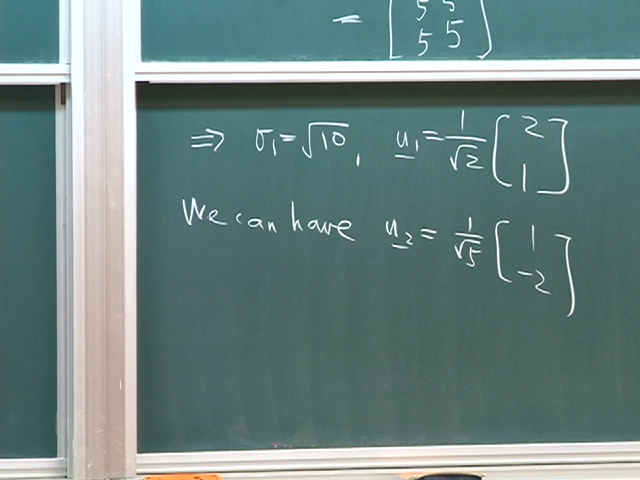 = [5 5
5 5]
⇒ σ₁=√10, u₁=1/√2 [2
1]
We can have u₂= 1/√5 [1
-2]